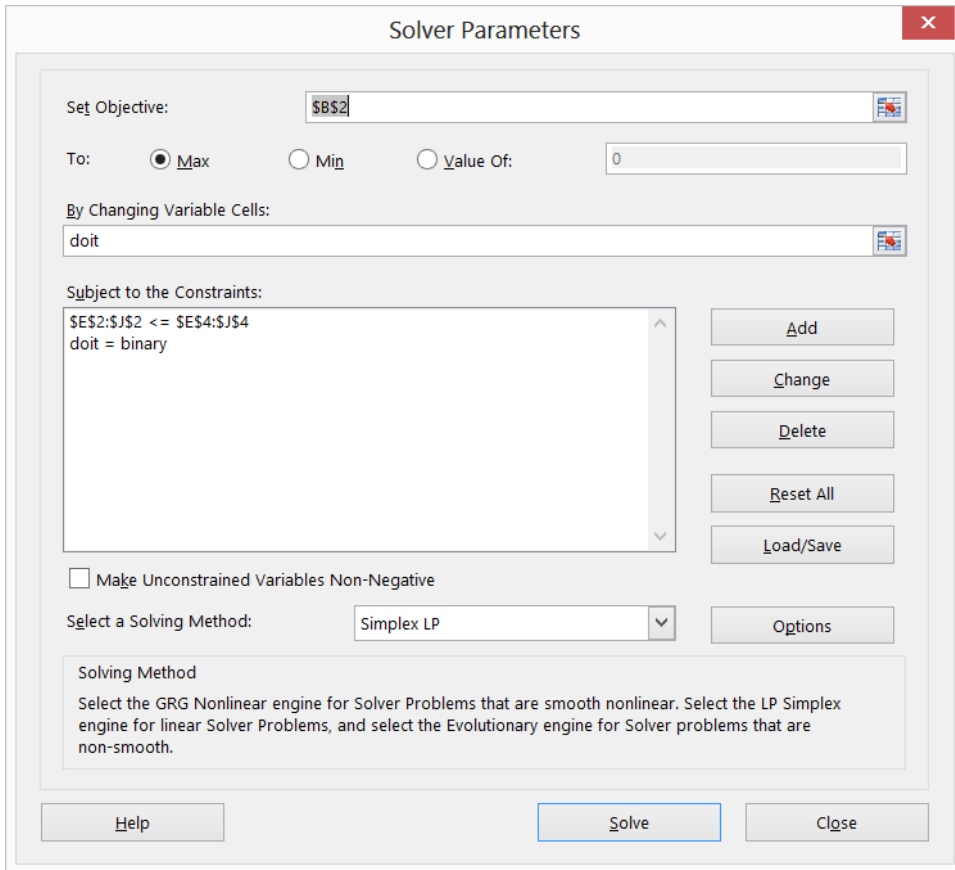 Solver Parameters
Set Objective:
$B$2
To:
Max
Min
Value Of:
0
By Changing Variable Cells:
doit
Subject to the Constraints:
$E$2:$J$2 <= $E$4:$J$4
doit = binary
Add
Change
Delete
Reset All
Load/Save
Make Unconstrained Variables Non-Negative
Select a Solving Method:
Simplex LP
Options
Solving Method
Select the GRG Nonlinear engine for Solver Problems that are smooth nonlinear. Select the LP Simplex
engine for linear Solver Problems, and select the Evolutionary engine for Solver problems that are
non-smooth.
Help
Solve
Close